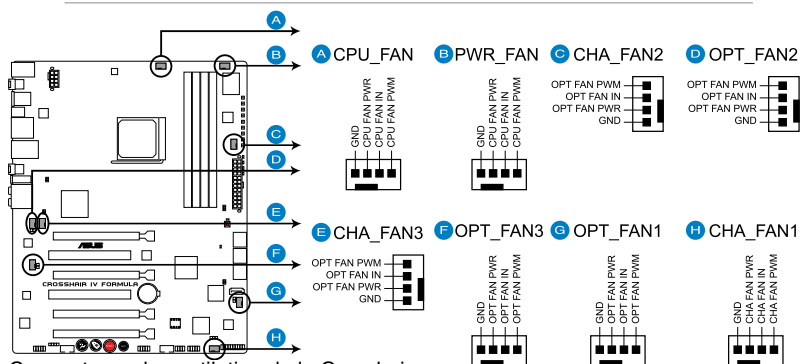 A
B
C
D
E
F
G
H
ASUS
CROSSHAIR IV FORMULA
A CPU_FAN
GND
CPU FAN PWR
CPU FAN IN
CPU FAN PWM
B PWR_FAN
GND
CPU FAN PWR
CPU FAN IN
CPU FAN PWM
C CHA_FAN2
OPT FAN PWM
OPT FAN IN
OPT FAN PWR
GND
D OPT_FAN2
OPT FAN PWM
OPT FAN IN
OPT FAN PWR
GND
E CHA_FAN3
OPT FAN PWM
OPT FAN IN
OPT FAN PWR
GND
F OPT_FAN3
GND
OPT FAN PWR
OPT FAN IN
OPT FAN PWM
G OPT_FAN1
GND
OPT FAN PWR
OPT FAN IN
OPT FAN PWM
H CHA_FAN1
GND
CHA FAN PWR
CHA FAN IN
CHA FAN PWM